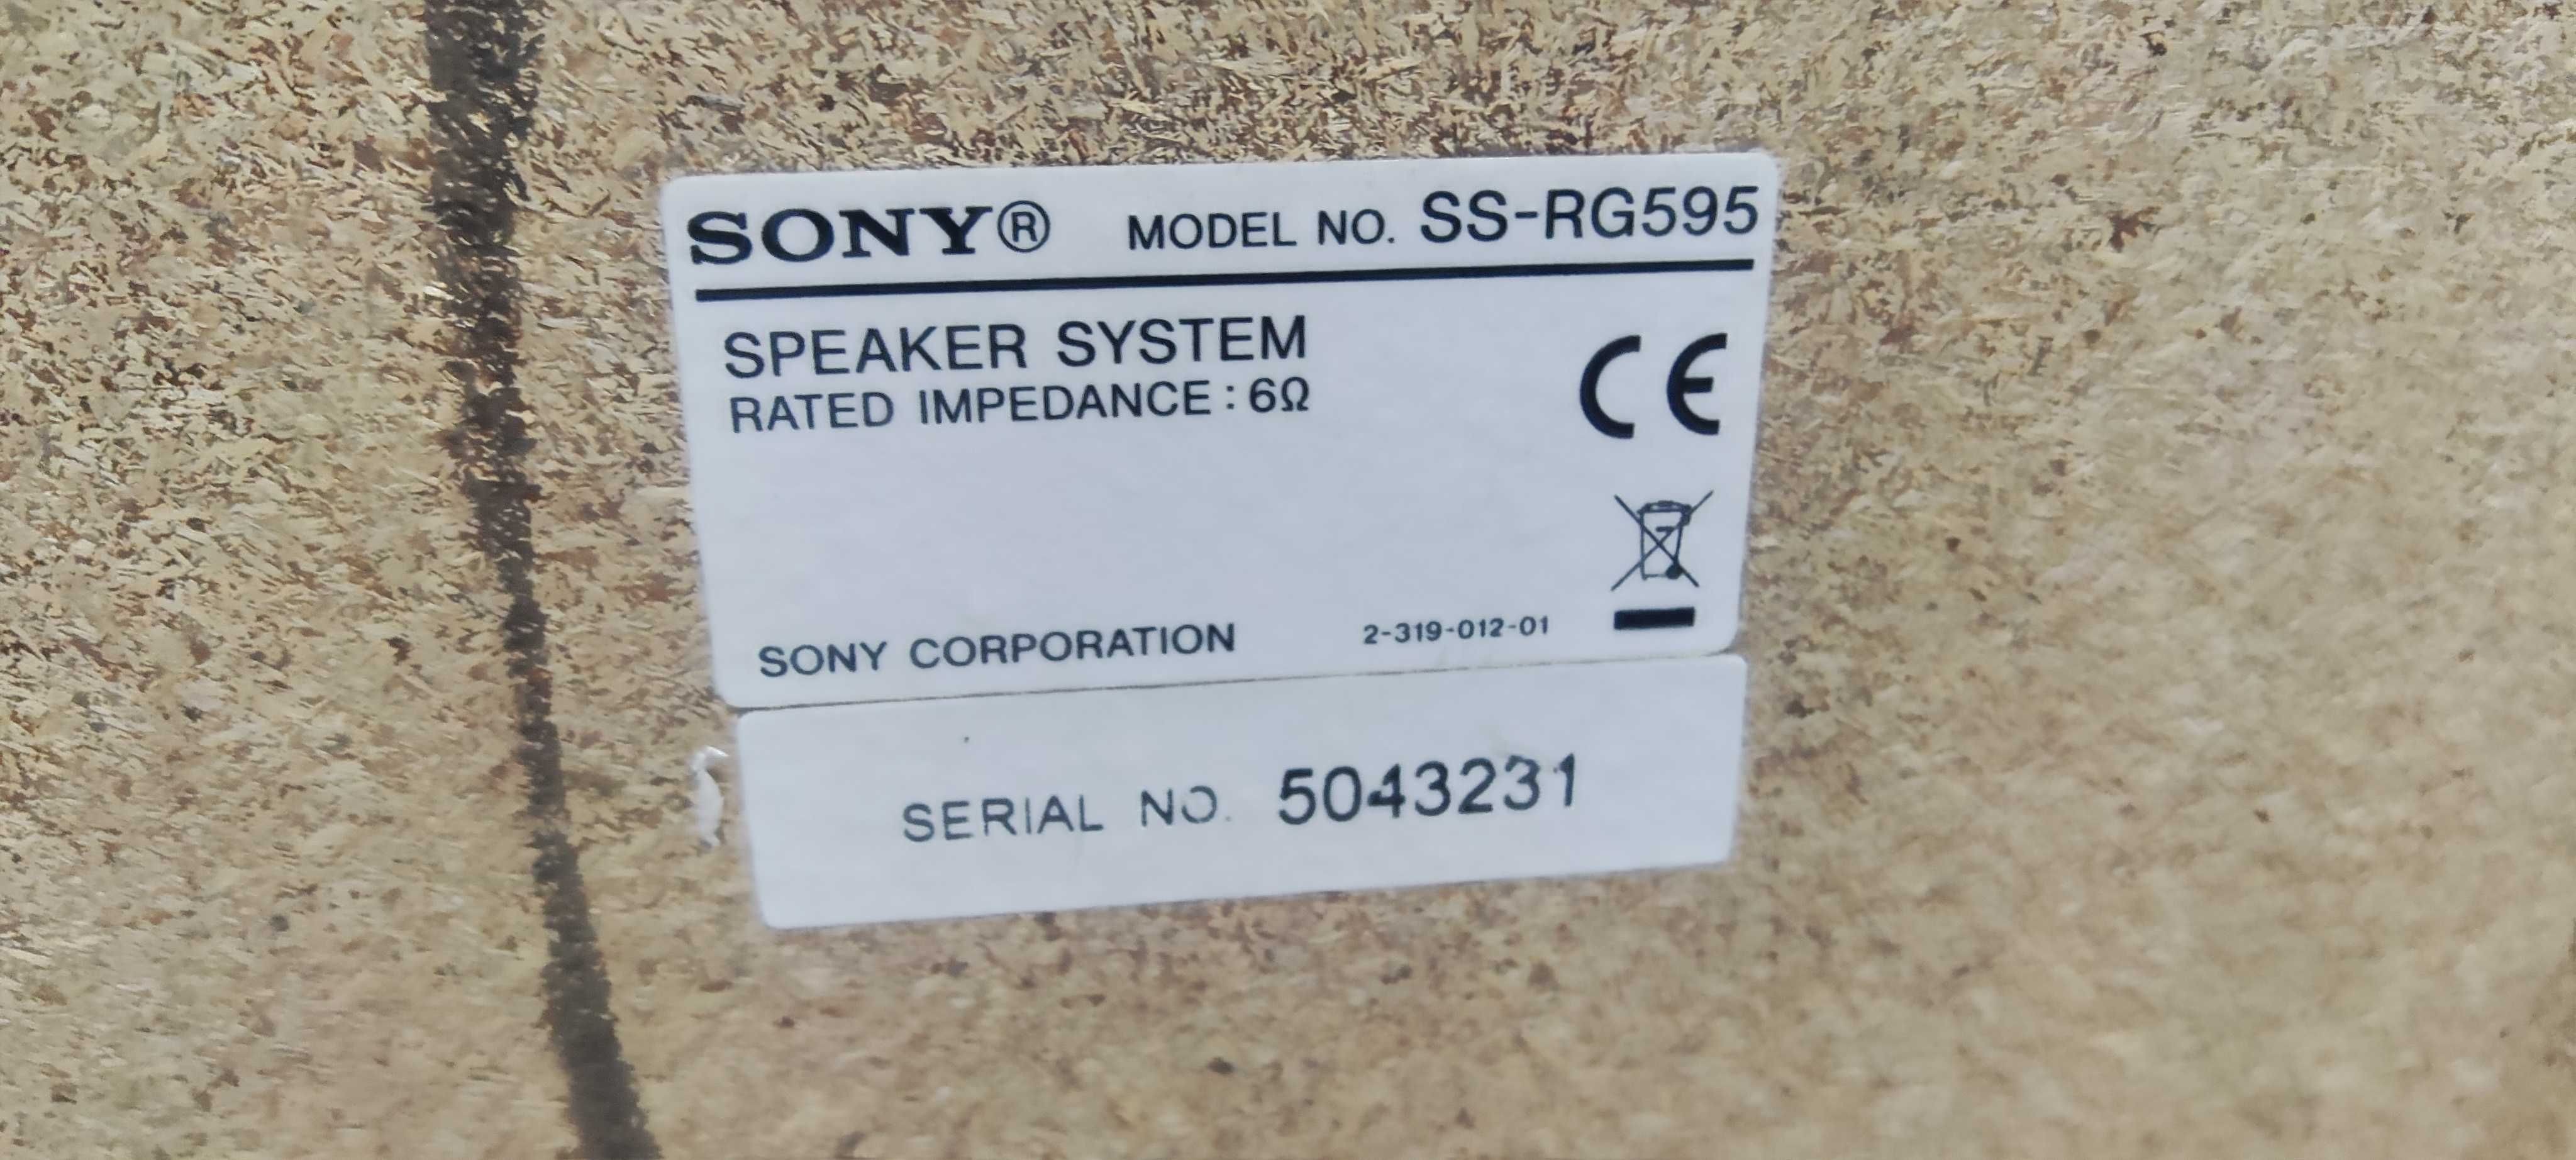 SONY® MODEL NO. SS-RG595
SPEAKER SYSTEM
RATED IMPEDANCE : 6Ω
CE
SONY CORPORATION 2-319-012-01
SERIAL NO. 5043231